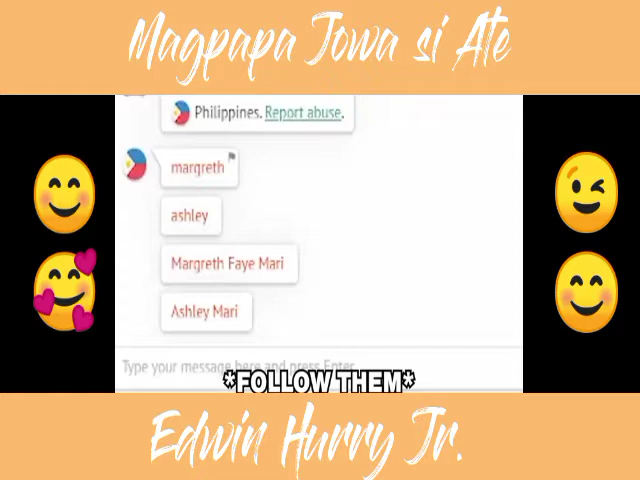 Magpapa Jowa si Ate
Philippines. Report abuse.
margreth
ashley
Margreth Faye Mari
Ashley Mari
Type your message here and press Enter
*FOLLOW THEM*
Edwin Hurry Jr.